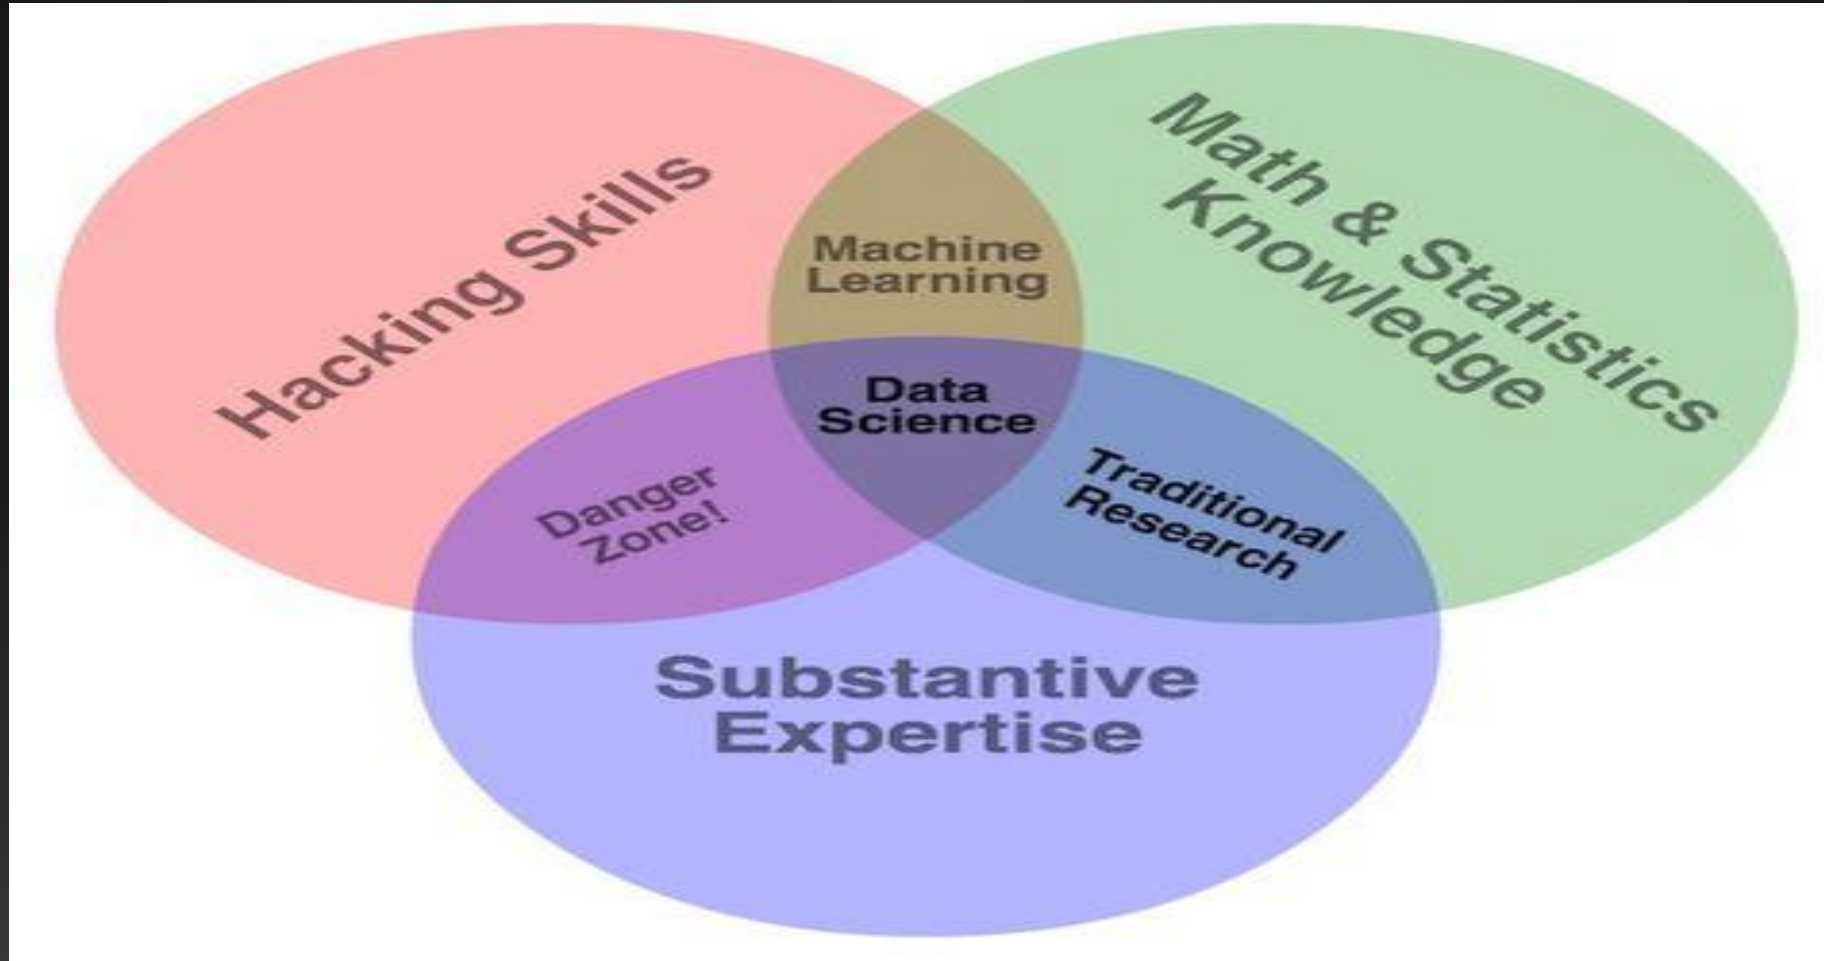 Hacking Skills
Math & Statistics
Knowledge
Machine
Learning
Data
Science
Danger
Zone!
Traditional
Research
Substantive
Expertise